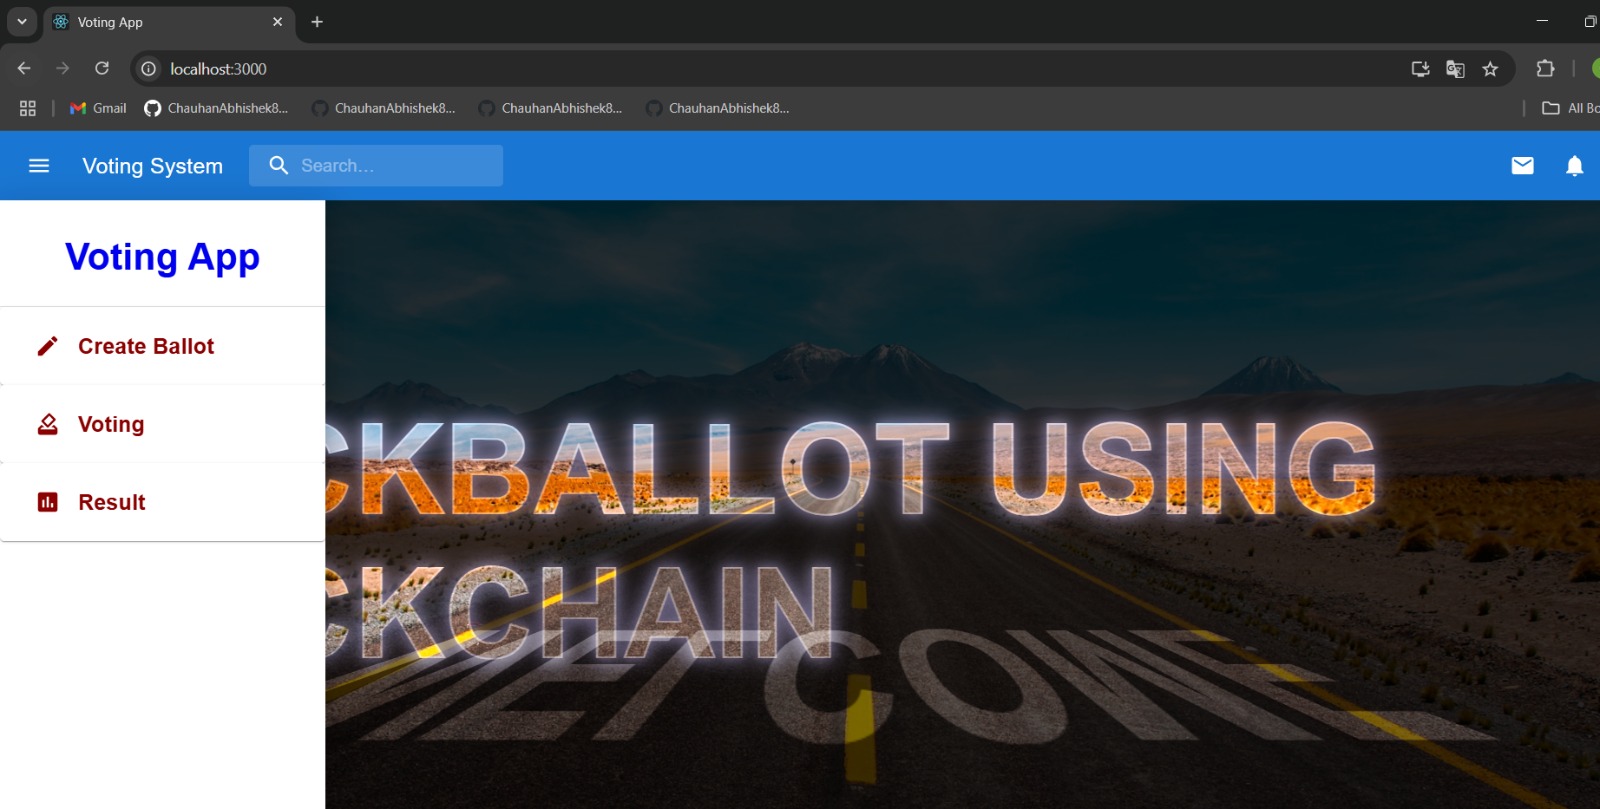 Voting App
localhost:3000
Gmail ChauhanAbhishek8... ChauhanAbhishek8... ChauhanAbhishek8... ChauhanAbhishek8... All Bo
Voting System Search...
Voting App
Create Ballot
Voting
Result
CKBALLOT USING
CKCHAIN